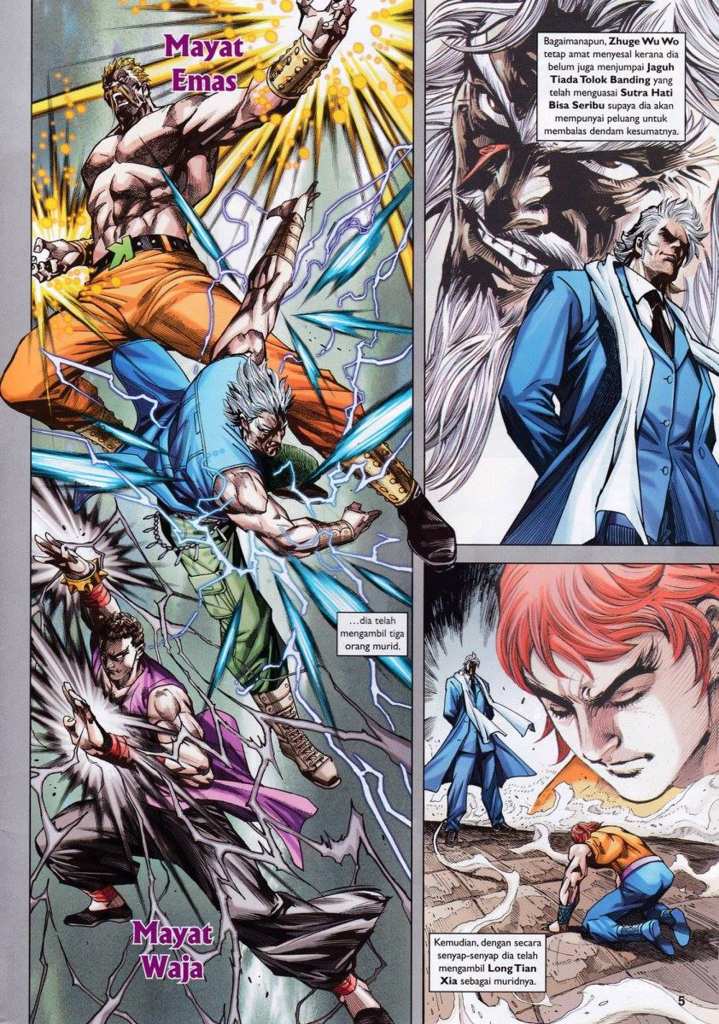 Mayat
Emas
…dia telah
mengambil tiga
orang murid.
Mayat
Waja
Bagaimanapun, Zhuge Wu Wo
tetap amat menyesal kerana dia
belum juga menjumpai Jaguh
Tiada Tolok Banding yang
telah menguasai Sutra Hati
Bisa Seribu supaya dia akan
mempunyai peluang untuk
membalas dendam kesumatnya.
Kemudian, dengan secara
senyap-senyap dia telah
mengambil Long Tian
Xia sebagai muridnya.
5